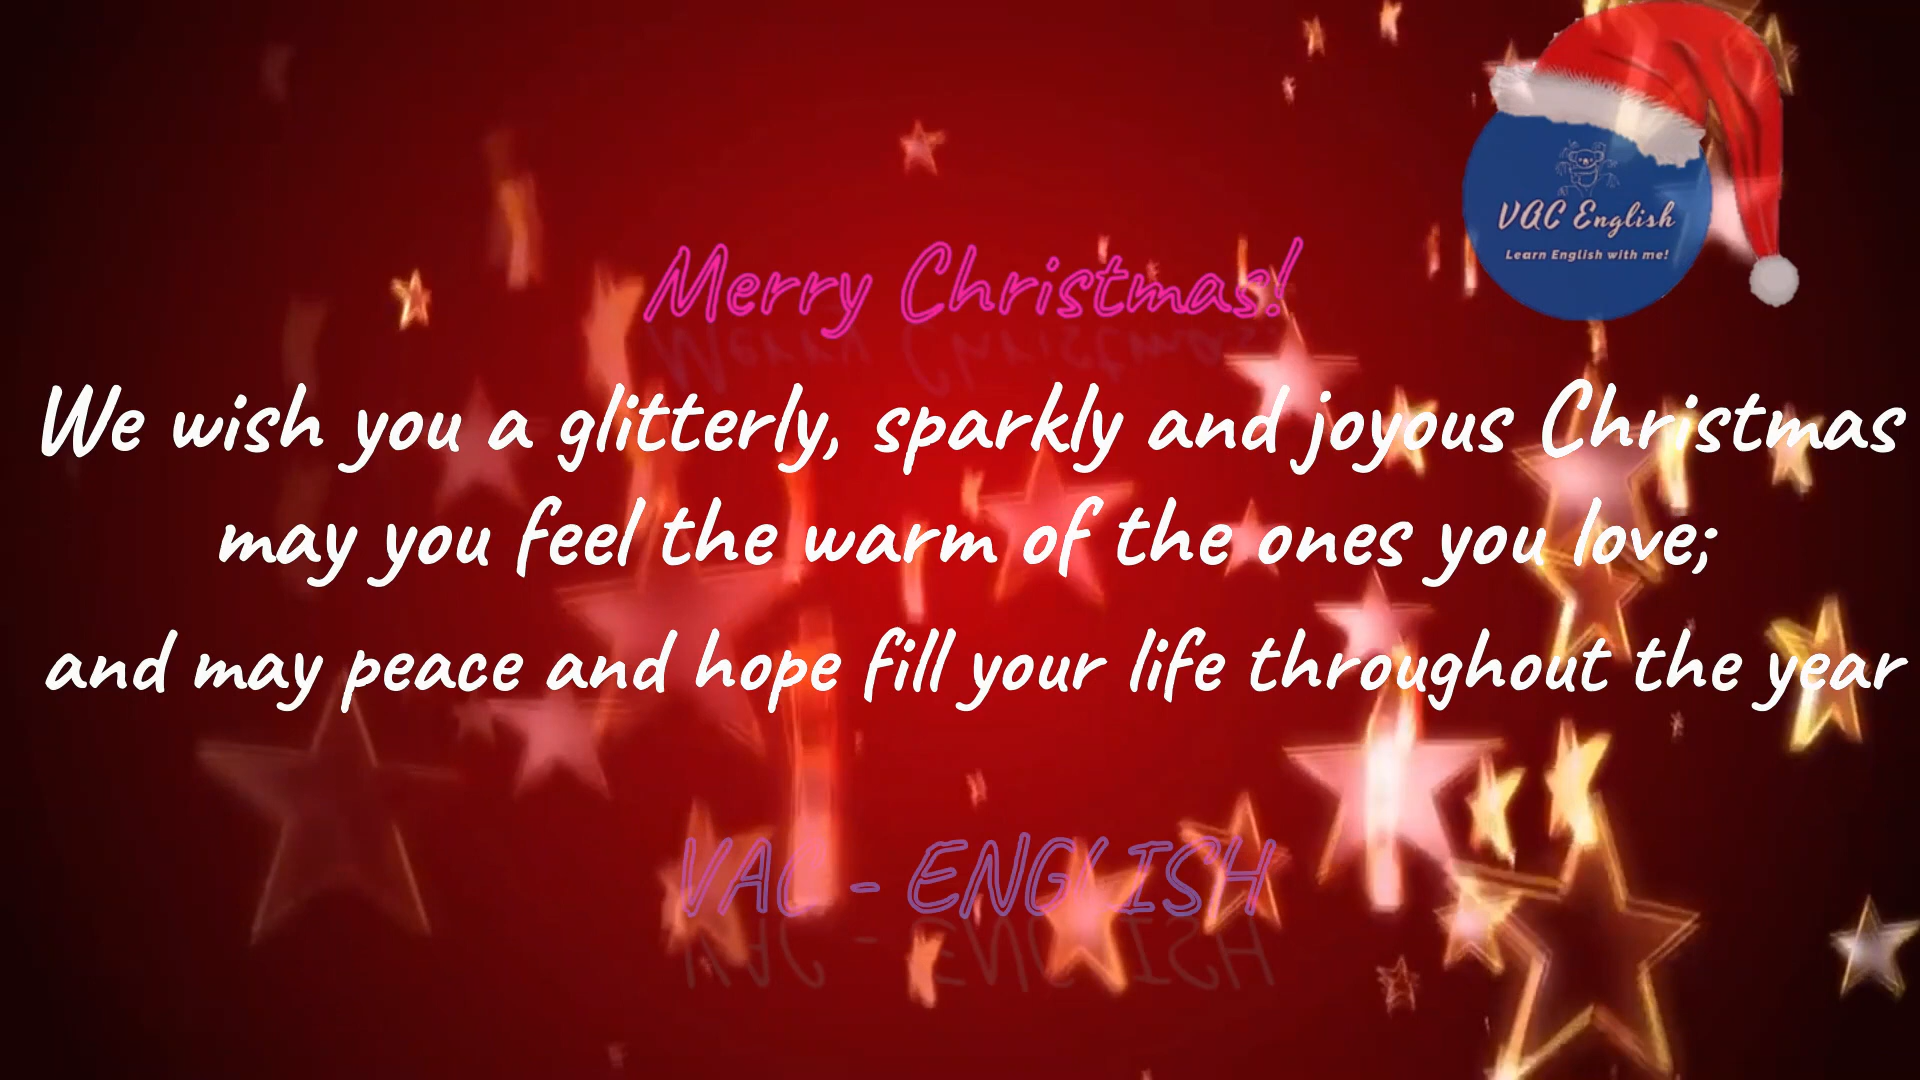 VAC English
Learn English with me!
Merry Christmas!
We wish you a glitterly, sparkly and joyous Christmas
may you feel the warm of the ones you love;
and may peace and hope fill your life throughout the year
VAC - ENGLISH